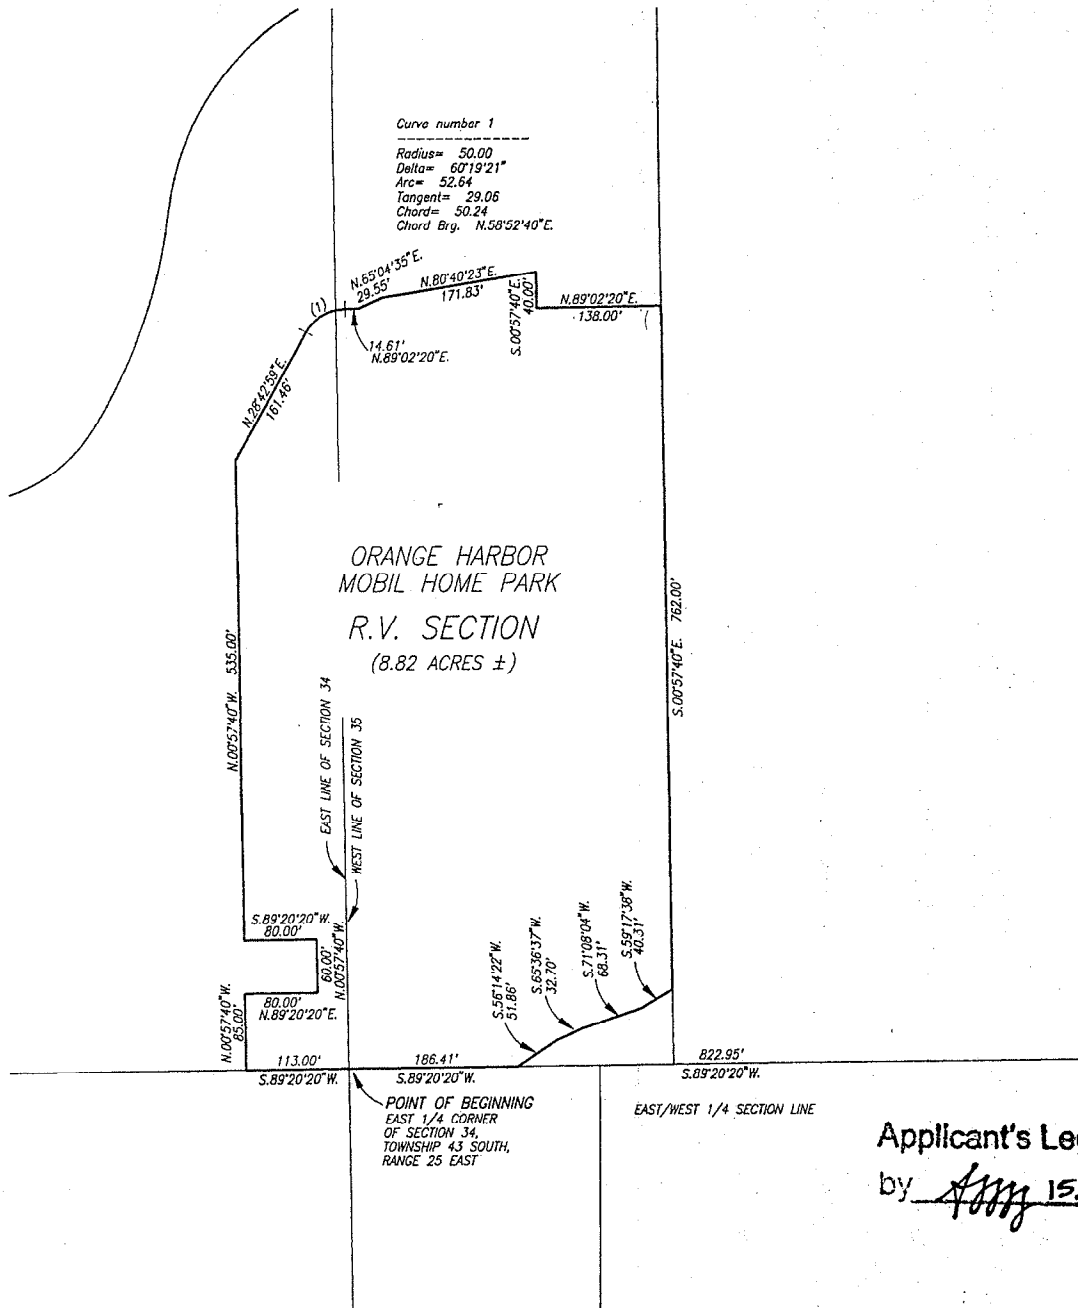 Curve number 1
Radius= 50.00
Delta= 60°19'21"
Arc= 52.64
Tangent= 29.06
Chord= 50.24
Chord Brg. N.58°52'40"E.
N.65°04'35"E.
29.55'
N.80°40'23"E.
171.83'
S.00°57'40"E.
40.00'
N.89°02'20"E.
138.00'
(1)
14.61'
N.89°02'20"E.
N.28°42'59"E.
161.46'
ORANGE HARBOR
MOBIL HOME PARK
R.V. SECTION
(8.82 ACRES ±)
N.00°57'40"W. 535.00'
S.00°57'40"E. 762.00'
EAST LINE OF SECTION 34
WEST LINE OF SECTION 35
S.89°20'20"W.
80.00'
60.00'
N.00°57'40"W.
80.00'
N.89°20'20"E.
N.00°57'40"W.
85.00'
S.56°14'22"W.
51.86'
S.65°36'37"W.
32.70'
S.71°08'04"W.
68.31'
S.59°17'38"W.
40.31'
113.00'
S.89°20'20"W.
186.41'
S.89°20'20"W.
822.95'
S.89°20'20"W.
POINT OF BEGINNING
EAST 1/4 CORNER
OF SECTION 34,
TOWNSHIP 43 SOUTH,
RANGE 25 EAST
EAST/WEST 1/4 SECTION LINE
Applicant's Le
by 15.